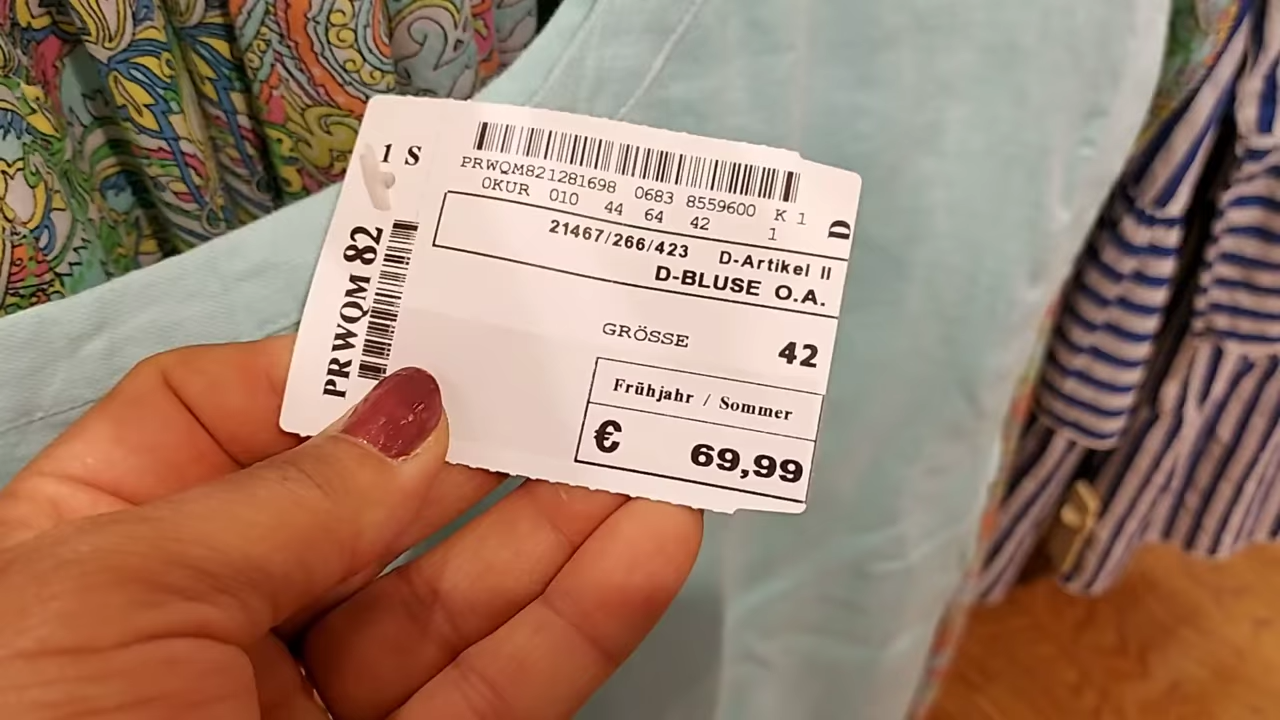 1 S
PRWQM 82
PRWQM821281698 0683 8559600 K 1
0KUR 010 44 64 42 1
D
21467/266/423 D-Artikel II
D-BLUSE O.A.
GRÖSSE 42
Frühjahr / Sommer
€ 69,99